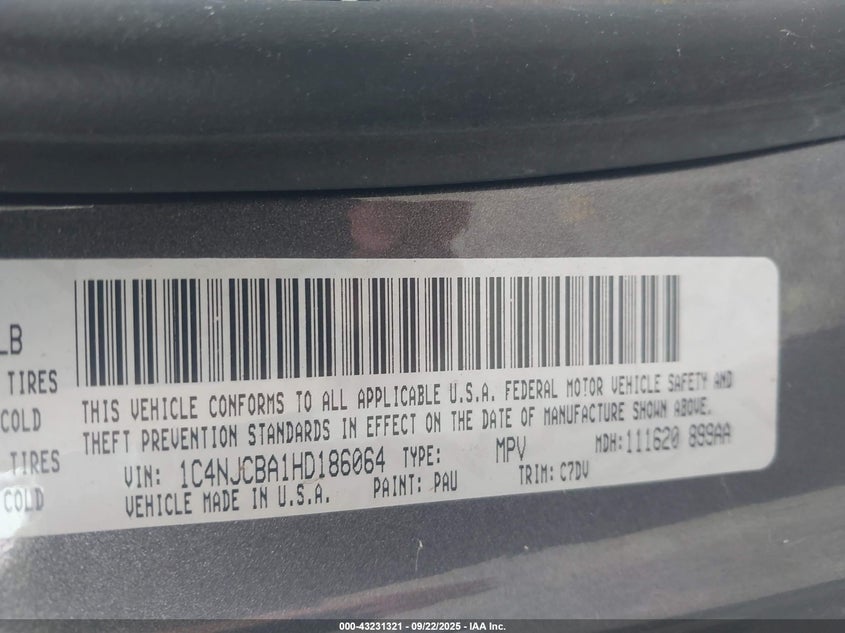 LB
TIRES
COLD
TIRES
COLD
THIS VEHICLE CONFORMS TO ALL APPLICABLE U.S.A. FEDERAL MOTOR VEHICLE SAFETY AND
THEFT PREVENTION STANDARDS IN EFFECT ON THE DATE OF MANUFACTURE SHOWN ABOVE.
VIN: 1C4NJCBA1HD186064 TYPE: MPV MDH: 111620 899AA
VEHICLE MADE IN U.S.A. PAINT: PAU TRIM: C7DV
000-43231321 - 09/22/2025 - IAA Inc.